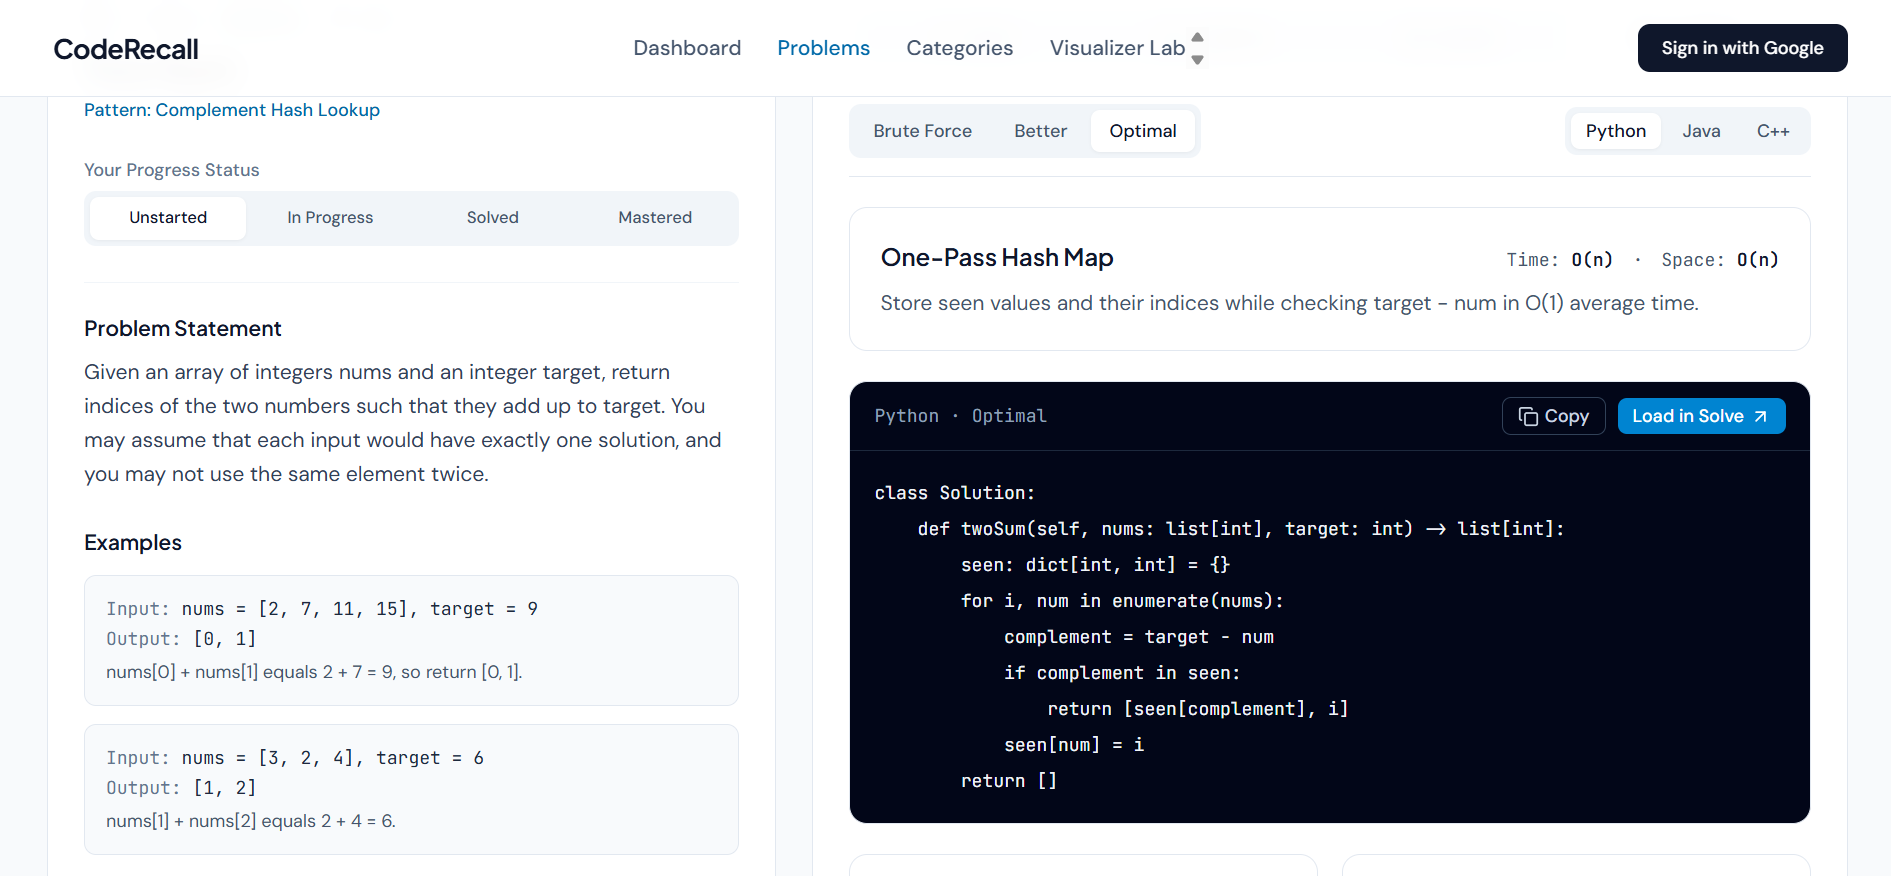 CodeRecall
Dashboard
Problems
Categories
Visualizer Lab
Sign in with Google
Pattern: Complement Hash Lookup
Your Progress Status
Unstarted
In Progress
Solved
Mastered
Problem Statement
Given an array of integers nums and an integer target, return
indices of the two numbers such that they add up to target. You
may assume that each input would have exactly one solution, and
you may not use the same element twice.
Examples
Input: nums = [2, 7, 11, 15], target = 9
Output: [0, 1]
nums[0] + nums[1] equals 2 + 7 = 9, so return [0, 1].
Input: nums = [3, 2, 4], target = 6
Output: [1, 2]
nums[1] + nums[2] equals 2 + 4 = 6.
Brute Force
Better
Optimal
Python
Java
C++
One-Pass Hash Map
Time: O(n) · Space: O(n)
Store seen values and their indices while checking target - num in O(1) average time.
Python · Optimal
Copy
Load in Solve ↗
class Solution:
    def twoSum(self, nums: list[int], target: int) -> list[int]:
        seen: dict[int, int] = {}
        for i, num in enumerate(nums):
            complement = target - num
            if complement in seen:
                return [seen[complement], i]
            seen[num] = i
        return []